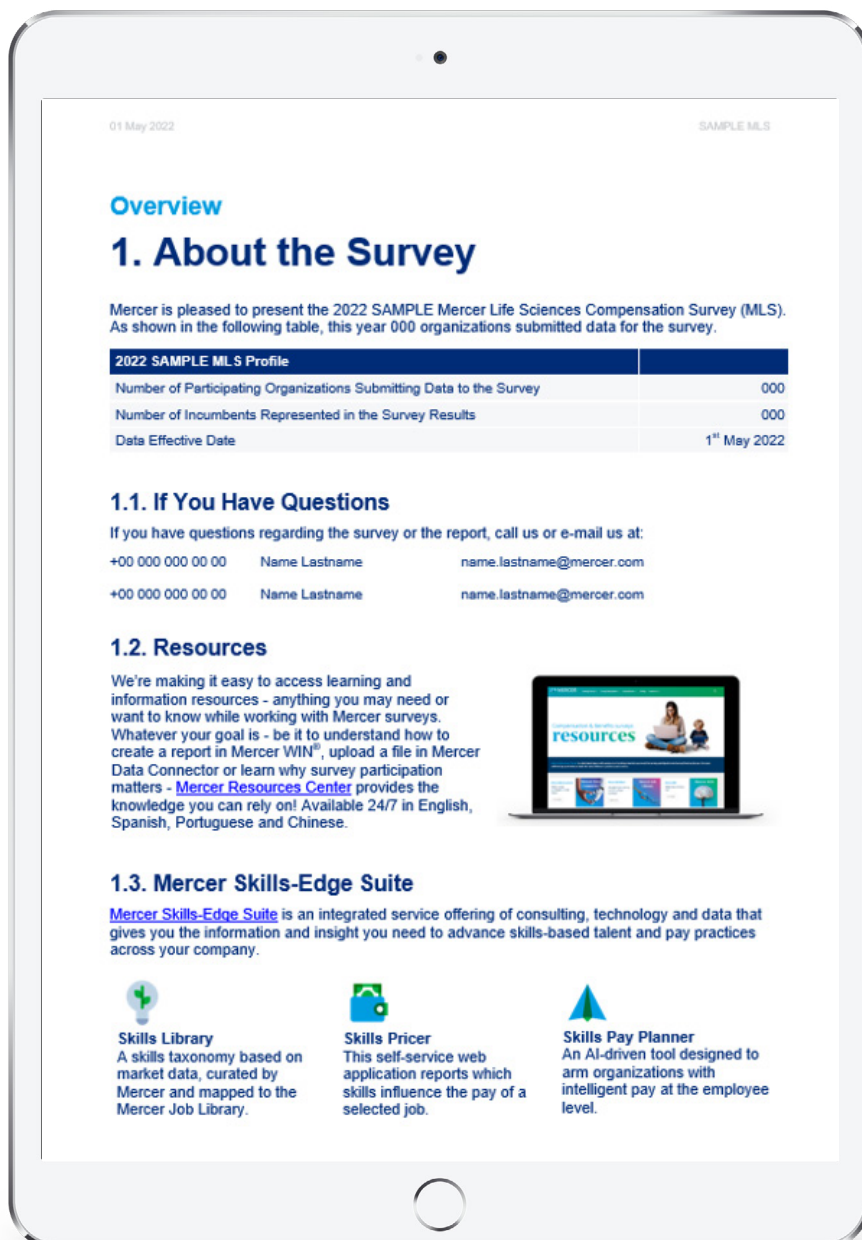 01 May 2022 SAMPLE MLS
Overview
1. About the Survey
Mercer is pleased to present the 2022 SAMPLE Mercer Life Sciences Compensation Survey (MLS).
As shown in the following table, this year 000 organizations submitted data for the survey.
2022 SAMPLE MLS Profile
Number of Participating Organizations Submitting Data to the Survey 000
Number of Incumbents Represented in the Survey Results 000
Data Effective Date 1st May 2022
1.1. If You Have Questions
If you have questions regarding the survey or the report, call us or e-mail us at:
+00 000 000 00 00 Name Lastname name.lastname@mercer.com
+00 000 000 00 00 Name Lastname name.lastname@mercer.com
1.2. Resources
We're making it easy to access learning and
information resources - anything you may need or
want to know while working with Mercer surveys.
Whatever your goal is - be it to understand how to
create a report in Mercer WIN®, upload a file in Mercer
Data Connector or learn why survey participation
matters - Mercer Resources Center provides the
knowledge you can rely on! Available 24/7 in English,
Spanish, Portuguese and Chinese.
resources
1.3. Mercer Skills-Edge Suite
Mercer Skills-Edge Suite is an integrated service offering of consulting, technology and data that
gives you the information and insight you need to advance skills-based talent and pay practices
across your company.
Skills Library
A skills taxonomy based on
market data, curated by
Mercer and mapped to the
Mercer Job Library.
Skills Pricer
This self-service web
application reports which
skills influence the pay of a
selected job.
Skills Pay Planner
An AI-driven tool designed to
arm organizations with
intelligent pay at the employee
level.